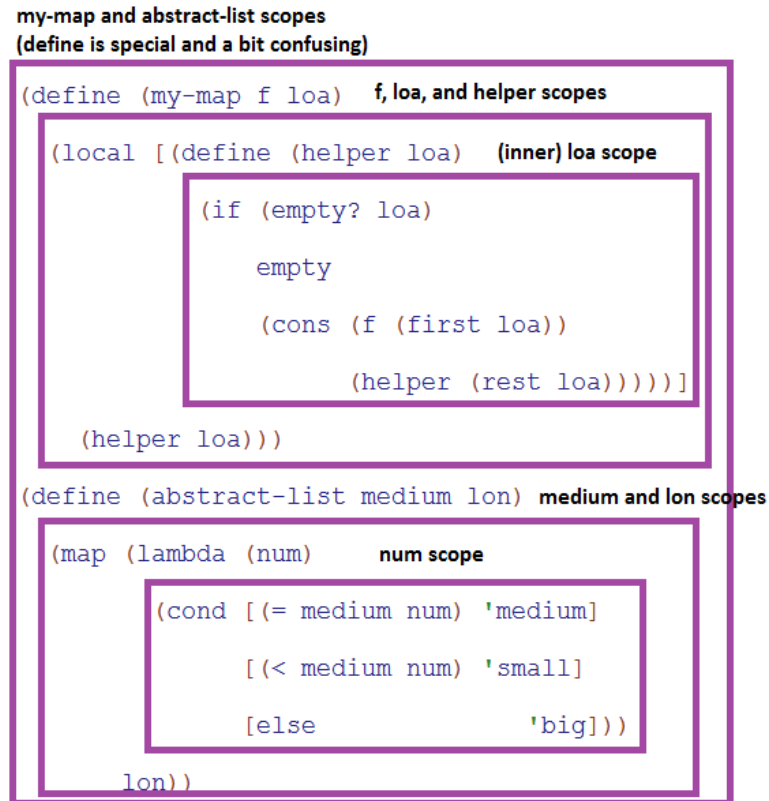 my-map and abstract-list scopes
(define is special and a bit confusing)
(define (my-map f loa) f, loa, and helper scopes
(local [(define (helper loa) (inner) loa scope
(if (empty? loa)
empty
(cons (f (first loa))
(helper (rest loa)))))]
(helper loa)))
(define (abstract-list medium lon) medium and lon scopes
(map (lambda (num) num scope
(cond [(= medium num) 'medium]
[(< medium num) 'small]
[else 'big]))
lon))